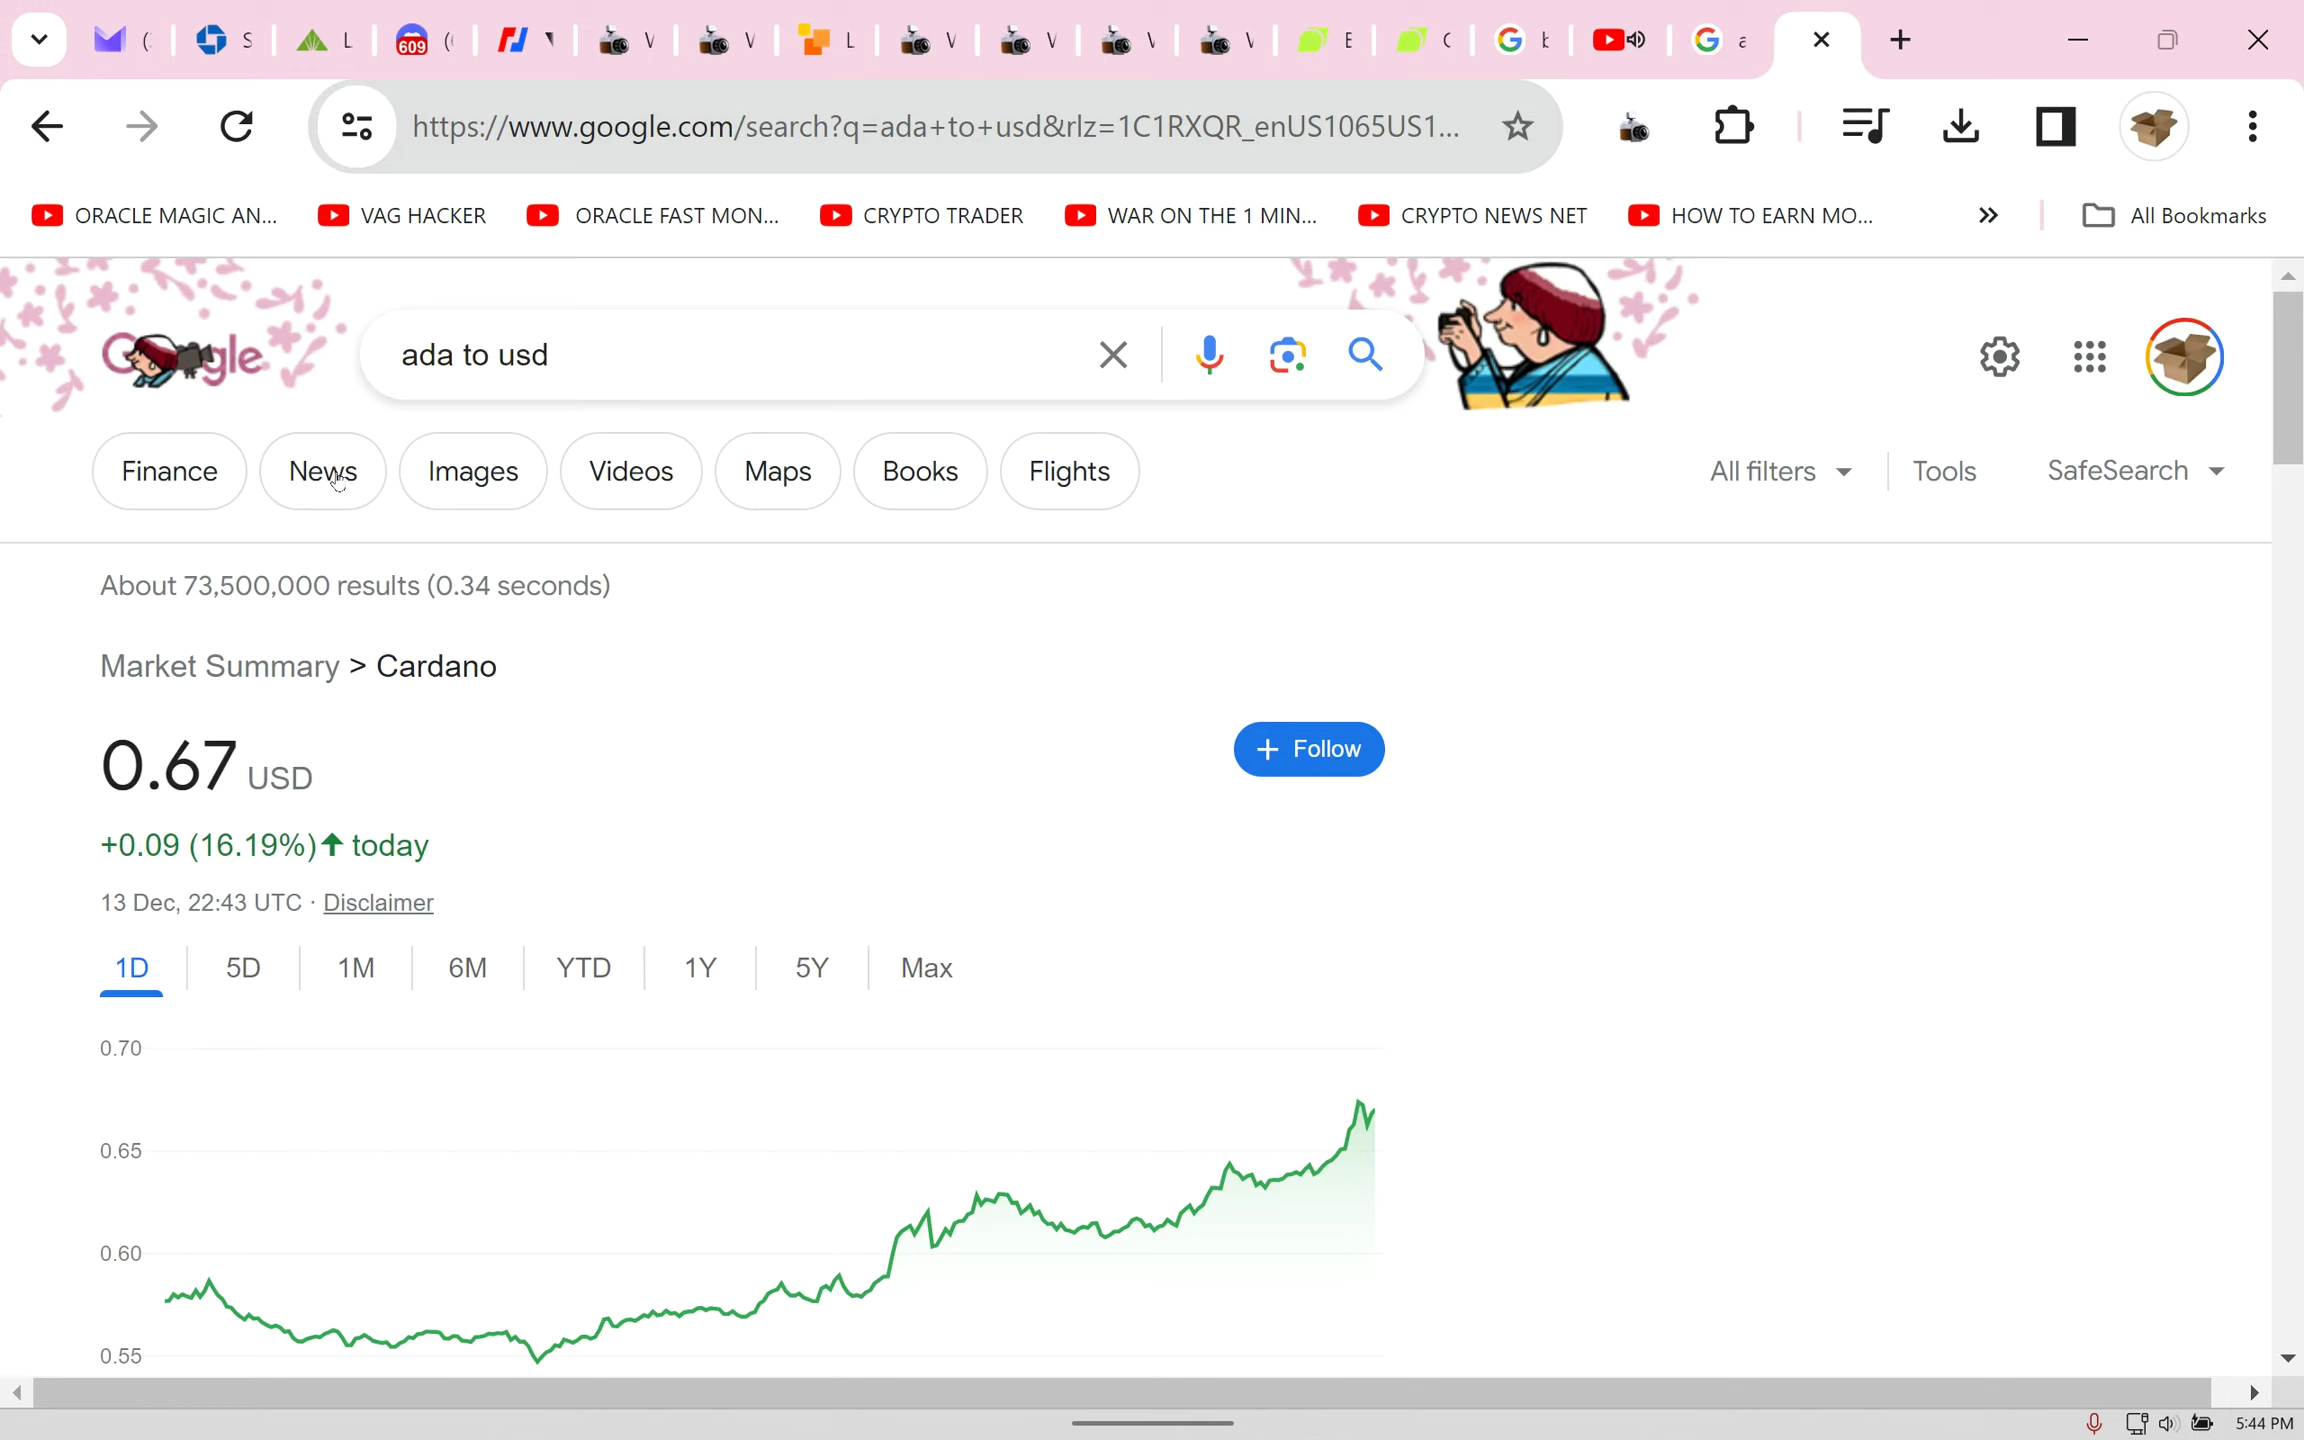 ( S L 609 ( V V V L V V V V E C b a
https://www.google.com/search?q=ada+to+usd&rlz=1C1RXQR_enUS1065US1...
ORACLE MAGIC AN... VAG HACKER ORACLE FAST MON... CRYPTO TRADER WAR ON THE 1 MIN... CRYPTO NEWS NET HOW TO EARN MO... » All Bookmarks
Google
ada to usd
Finance News Images Videos Maps Books Flights All filters Tools SafeSearch
About 73,500,000 results (0.34 seconds)
Market Summary > Cardano
0.67 USD
+ Follow
+0.09 (16.19%) today
13 Dec, 22:43 UTC · Disclaimer
1D 5D 1M 6M YTD 1Y 5Y Max
0.70
0.65
0.60
0.55
5:44 PM